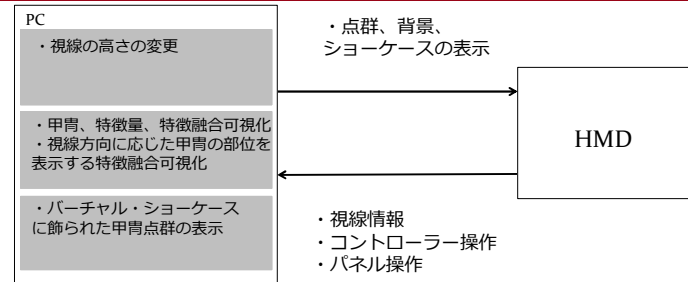 PC
・視線の高さの変更
・甲冑、特徴量、特徴融合可視化
・視線方向に応じた甲冑の部位を
表示する特徴融合可視化
・バーチャル・ショーケース
に飾られた甲冑点群の表示
・点群、背景、
ショーケースの表示
HMD
・視線情報
・コントローラー操作
・パネル操作